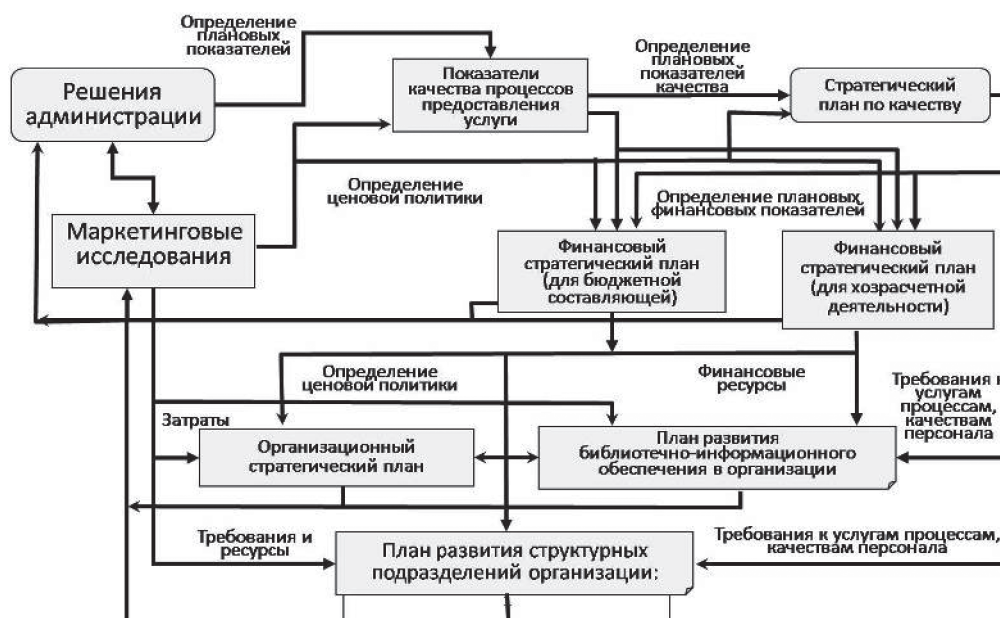 Определение
плановых
показателей
Решения
администрации
Показатели
качества процессов
предоставления
услуги
Определение
плановых
показателей
качества
Стратегический
план по качеству
Определение
ценовой политики
Определение плановых,
финансовых показателей
Маркетинговые
исследования
Финансовый
стратегический план
(для бюджетной
составляющей)
Финансовый
стратегический план
(для хозрасчетной
деятельности)
Определение
ценовой политики
Финансовые
ресурсы
Требования к
услугам
процессам,
качествам
персонала
Затраты
Организационный
стратегический план
План развития
библиотечно-информационного
обеспечения в организации
Требования и
ресурсы
План развития структурных
подразделений организации:
Требования к услугам процессам,
качествам персонала